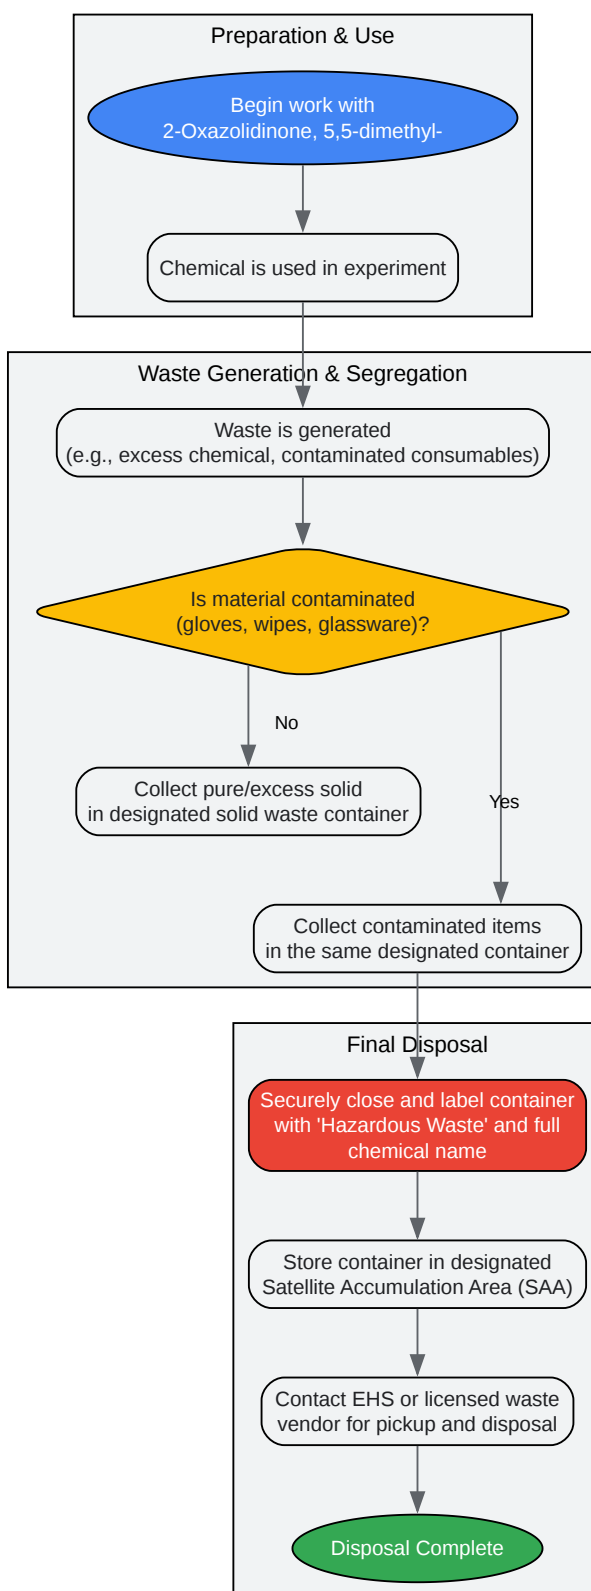 Preparation & Use
Begin work with
2-Oxazolidinone, 5,5-dimethyl-
Chemical is used in experiment
Waste Generation & Segregation
Waste is generated
(e.g., excess chemical, contaminated consumables)
Is material contaminated
(gloves, wipes, glassware)?
No
Collect pure/excess solid
in designated solid waste container
Yes
Collect contaminated items
in the same designated container
Final Disposal
Securely close and label container
with 'Hazardous Waste' and full
chemical name
Store container in designated
Satellite Accumulation Area (SAA)
Contact EHS or licensed waste
vendor for pickup and disposal
Disposal Complete